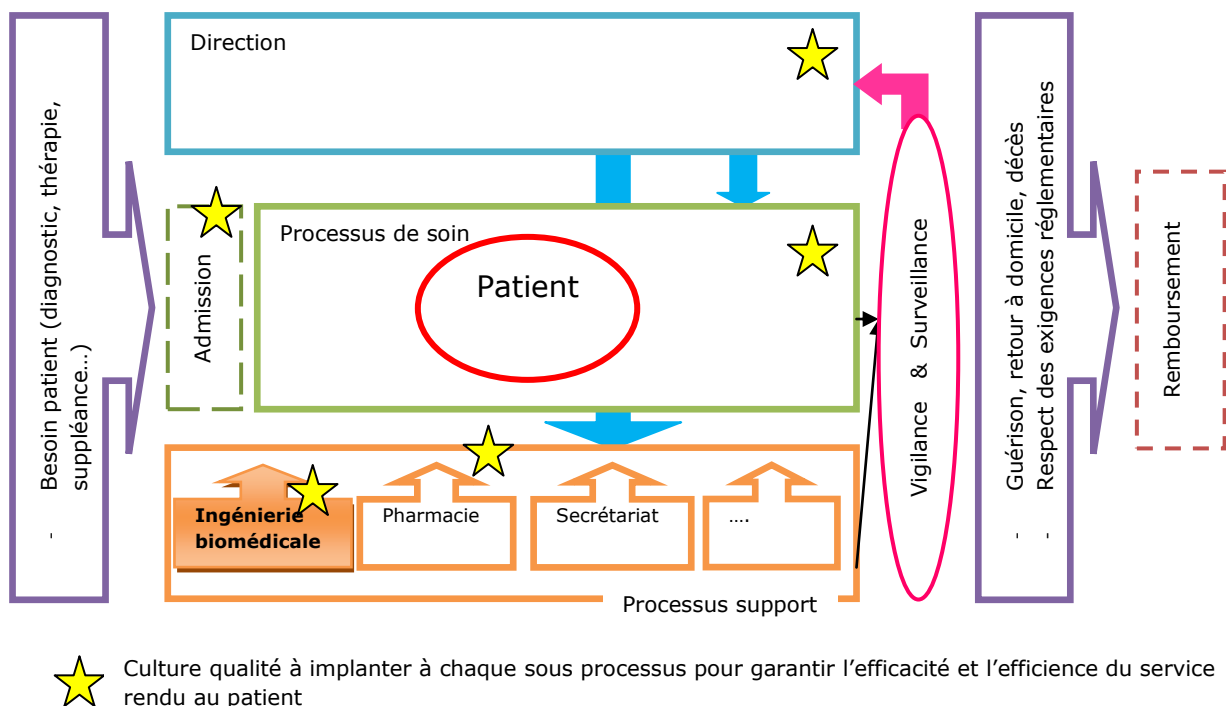 - Besoin patient (diagnostic, thérapie,
suppléance…)
Direction
Admission
Processus de soin
Patient
Ingénierie
biomédicale
Pharmacie
Secrétariat
....
Processus support
Vigilance & Surveillance
- Guérison, retour à domicile, décès
- Respect des exigences réglementaires
Remboursement
Culture qualité à implanter à chaque sous processus pour garantir l’efficacité et l’efficience du service
rendu au patient